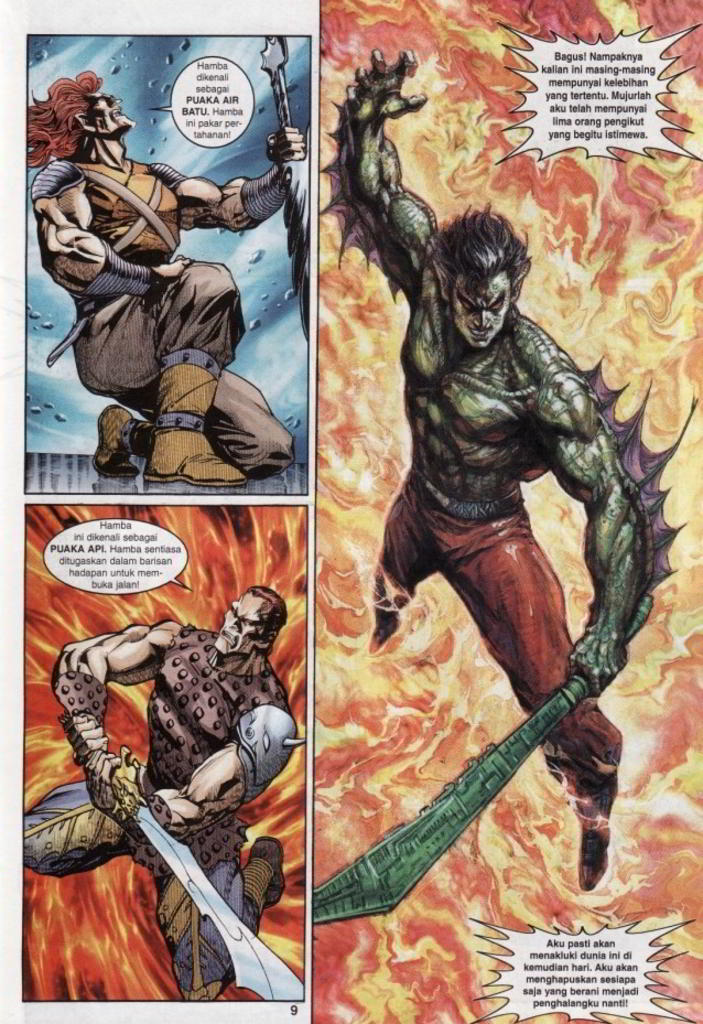 Hamba
dikenali
sebagai
PUAKA AIR
BATU. Hamba
ini pakar per-
tahanan!
Hamba
ini dikenali sebagai
PUAKA API. Hamba sentiasa
ditugaskan dalam barisan
hadapan untuk mem-
buka jalan!
9
Bagus! Nampaknya
kalian ini masing-masing
mempunyai kelebihan
yang tertentu. Mujurlah
aku telah mempunyai
lima orang pengikut
yang begitu istimewa.
Aku pasti akan
menakluki dunia ini di
kemudian hari. Aku akan
menghapuskan sesiapa
saja yang berani menjadi
penghalangku nanti!